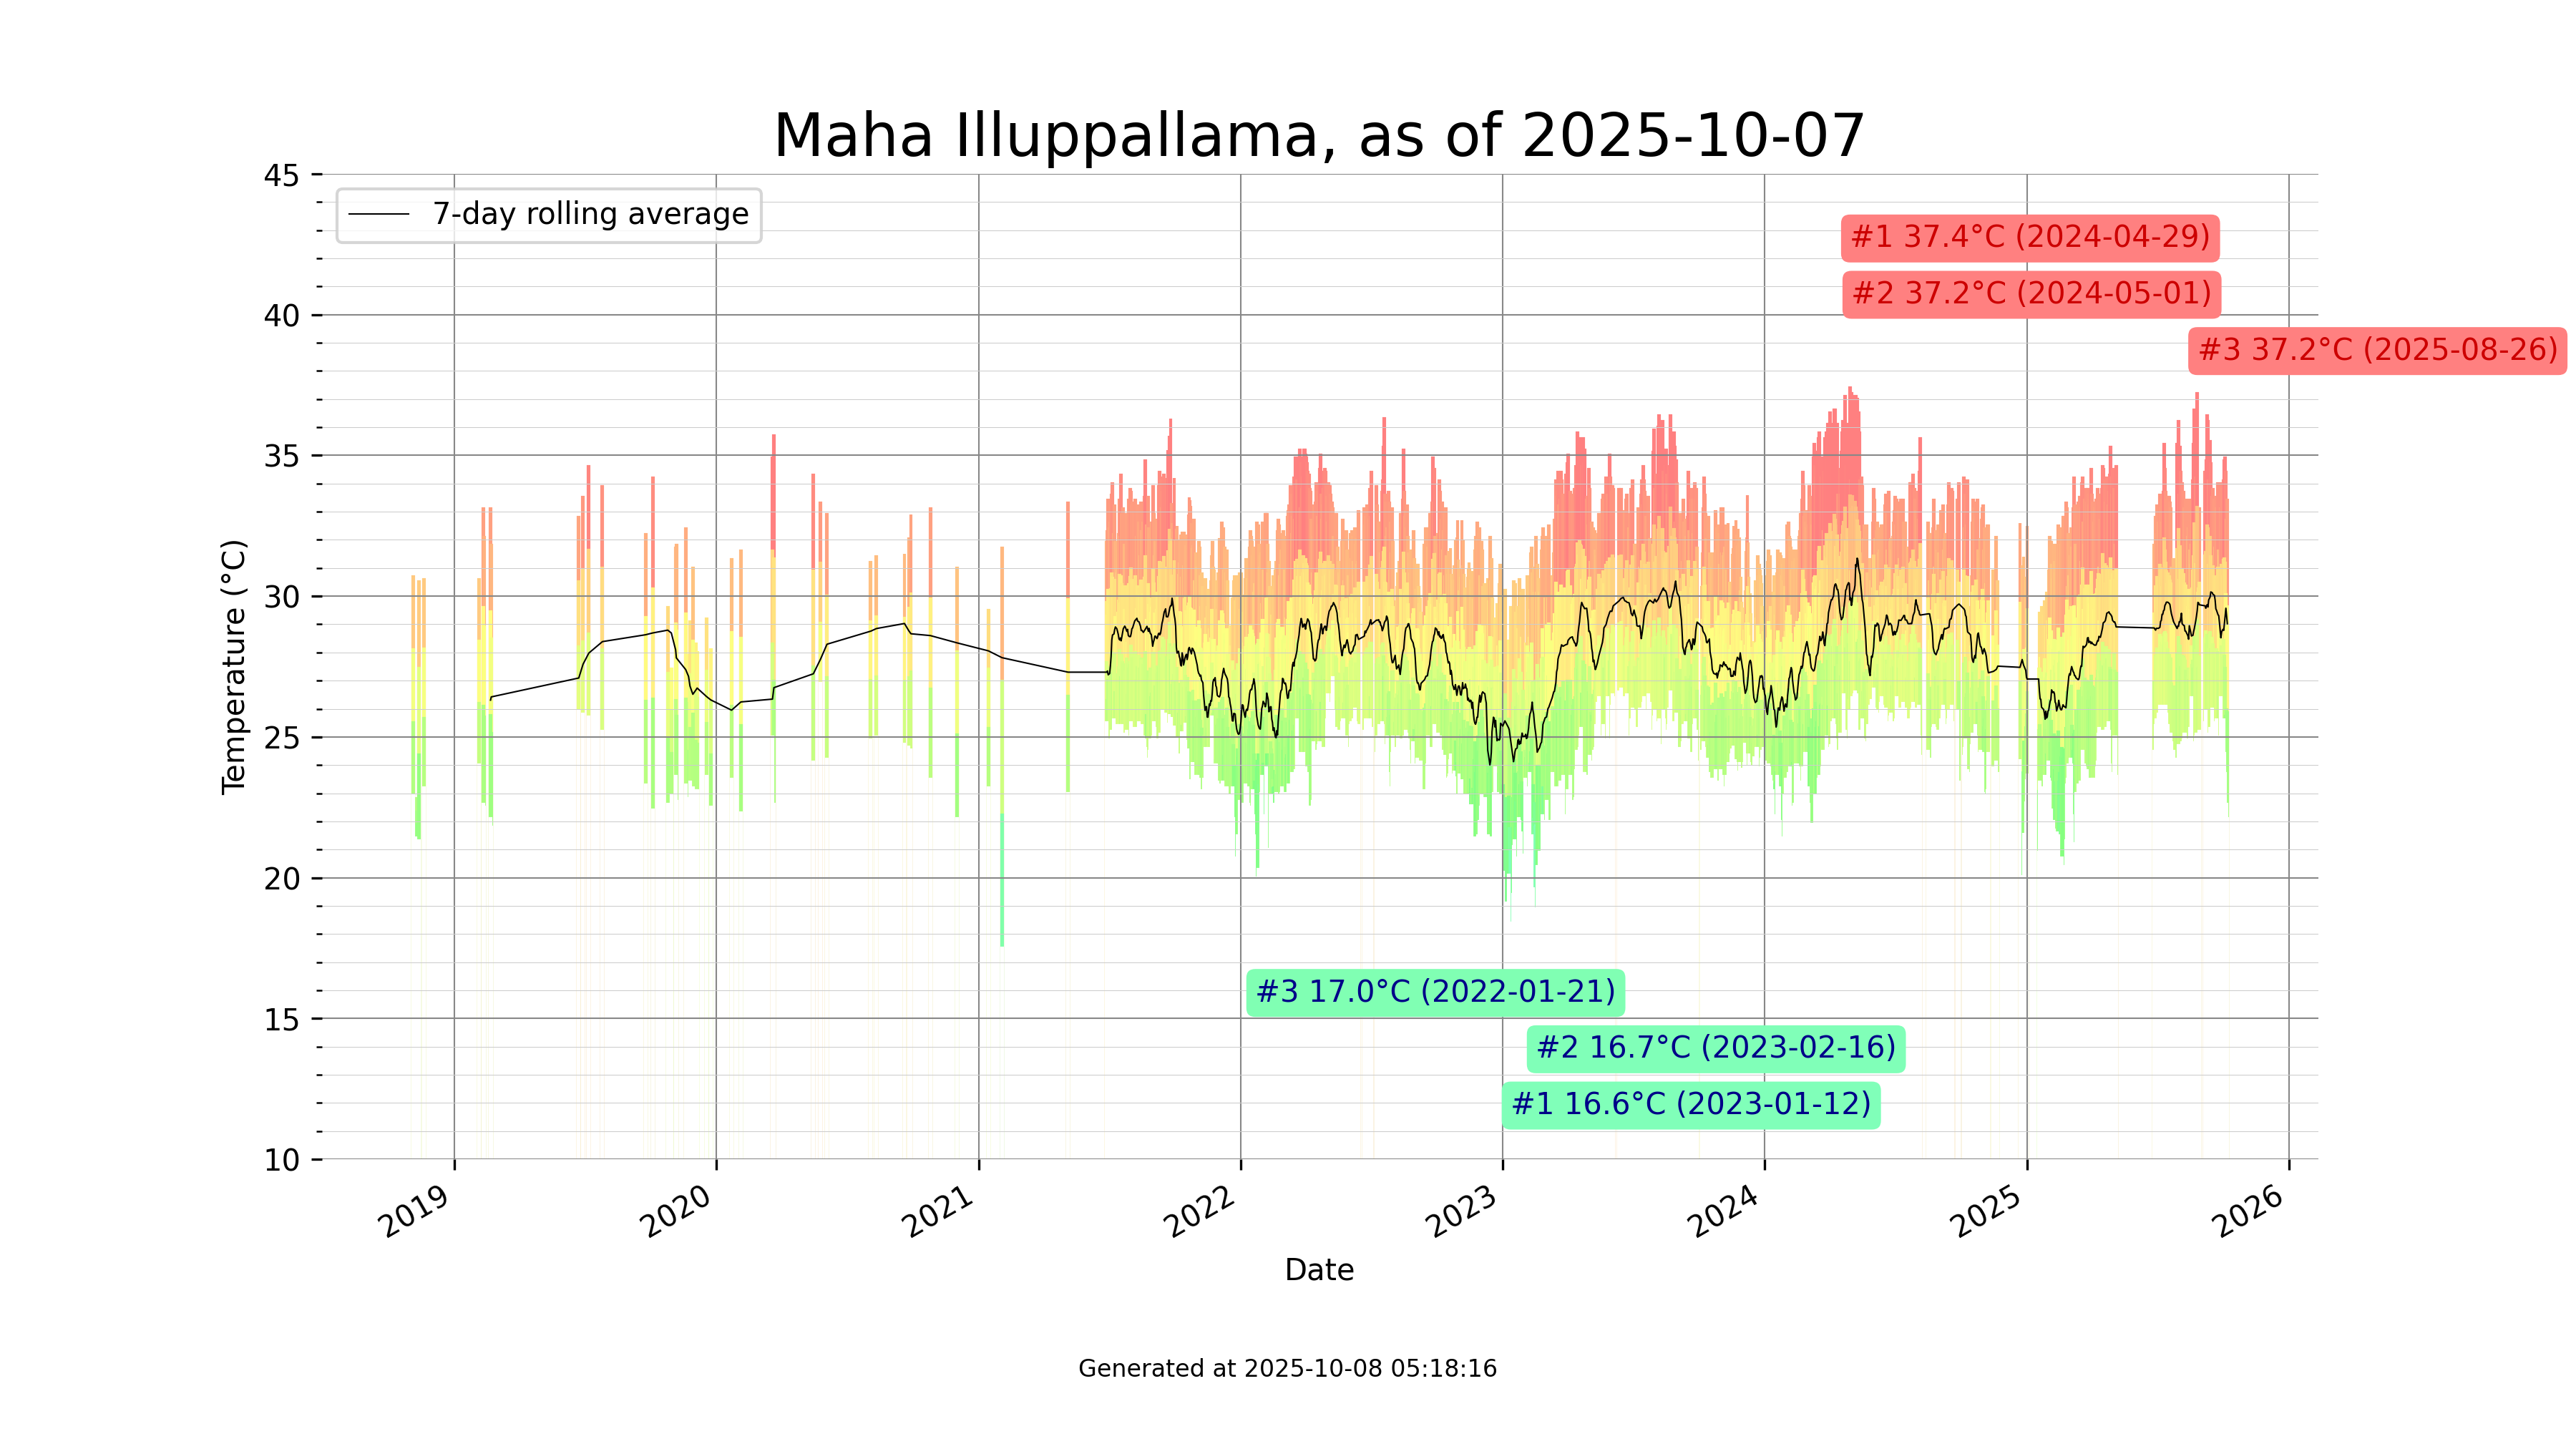 Maha Illuppallama, as of 2025-10-07
7-day rolling average
#1 37.4°C (2024-04-29)
#2 37.2°C (2024-05-01)
#3 37.2°C (2025-08-26)
#3 17.0°C (2022-01-21)
#2 16.7°C (2023-02-16)
#1 16.6°C (2023-01-12)
Temperature (°C)
45
40
35
30
25
20
15
10
2019
2020
2021
2022
2023
2024
2025
2026
Date
Generated at 2025-10-08 05:18:16